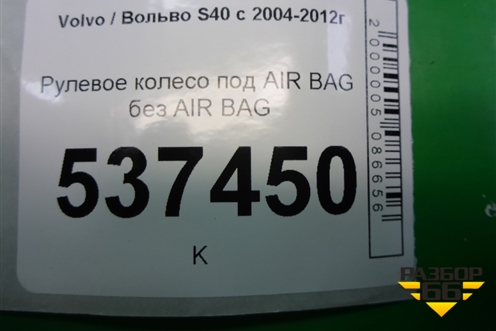 Volvo / Вольво S40 с 2004-2012г
Рулевое колесо под AIR BAG
без AIR BAG
537450
К
2000005086656
РАЗБОР
66